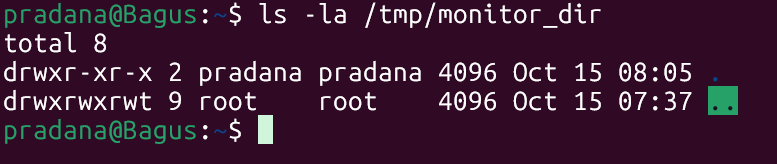 pradana@Bagus:~$ ls -la /tmp/monitor_dir
total 8
drwxr-xr-x 2 pradana pradana 4096 Oct 15 08:05 .
drwxrwxrwt 9 root    root    4096 Oct 15 07:37 ..
pradana@Bagus:~$